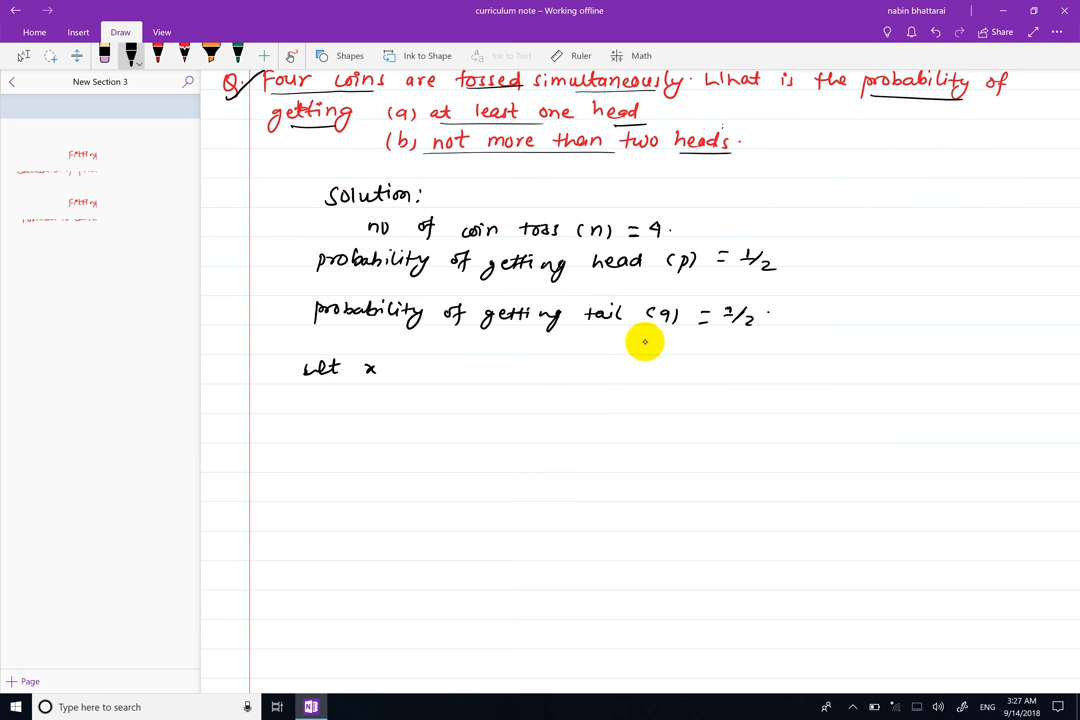 curriculum note – Working offline
nabin bhattarai
Home Insert Draw View
Share
Shapes Ink to Shape Ink to Text Ruler Math
New Section 3
Q. Four coins are tossed simultaneously. What is the probability of
getting (a) at least one head
(b) not more than two heads.
Solution:
no of coin toss (n) = 4.
probability of getting head (p) = 1/2
probability of getting tail (q) = 1/2.
Let x
Fitting
Fitting
Page
Type here to search
ENG
3:27 AM
9/14/2018